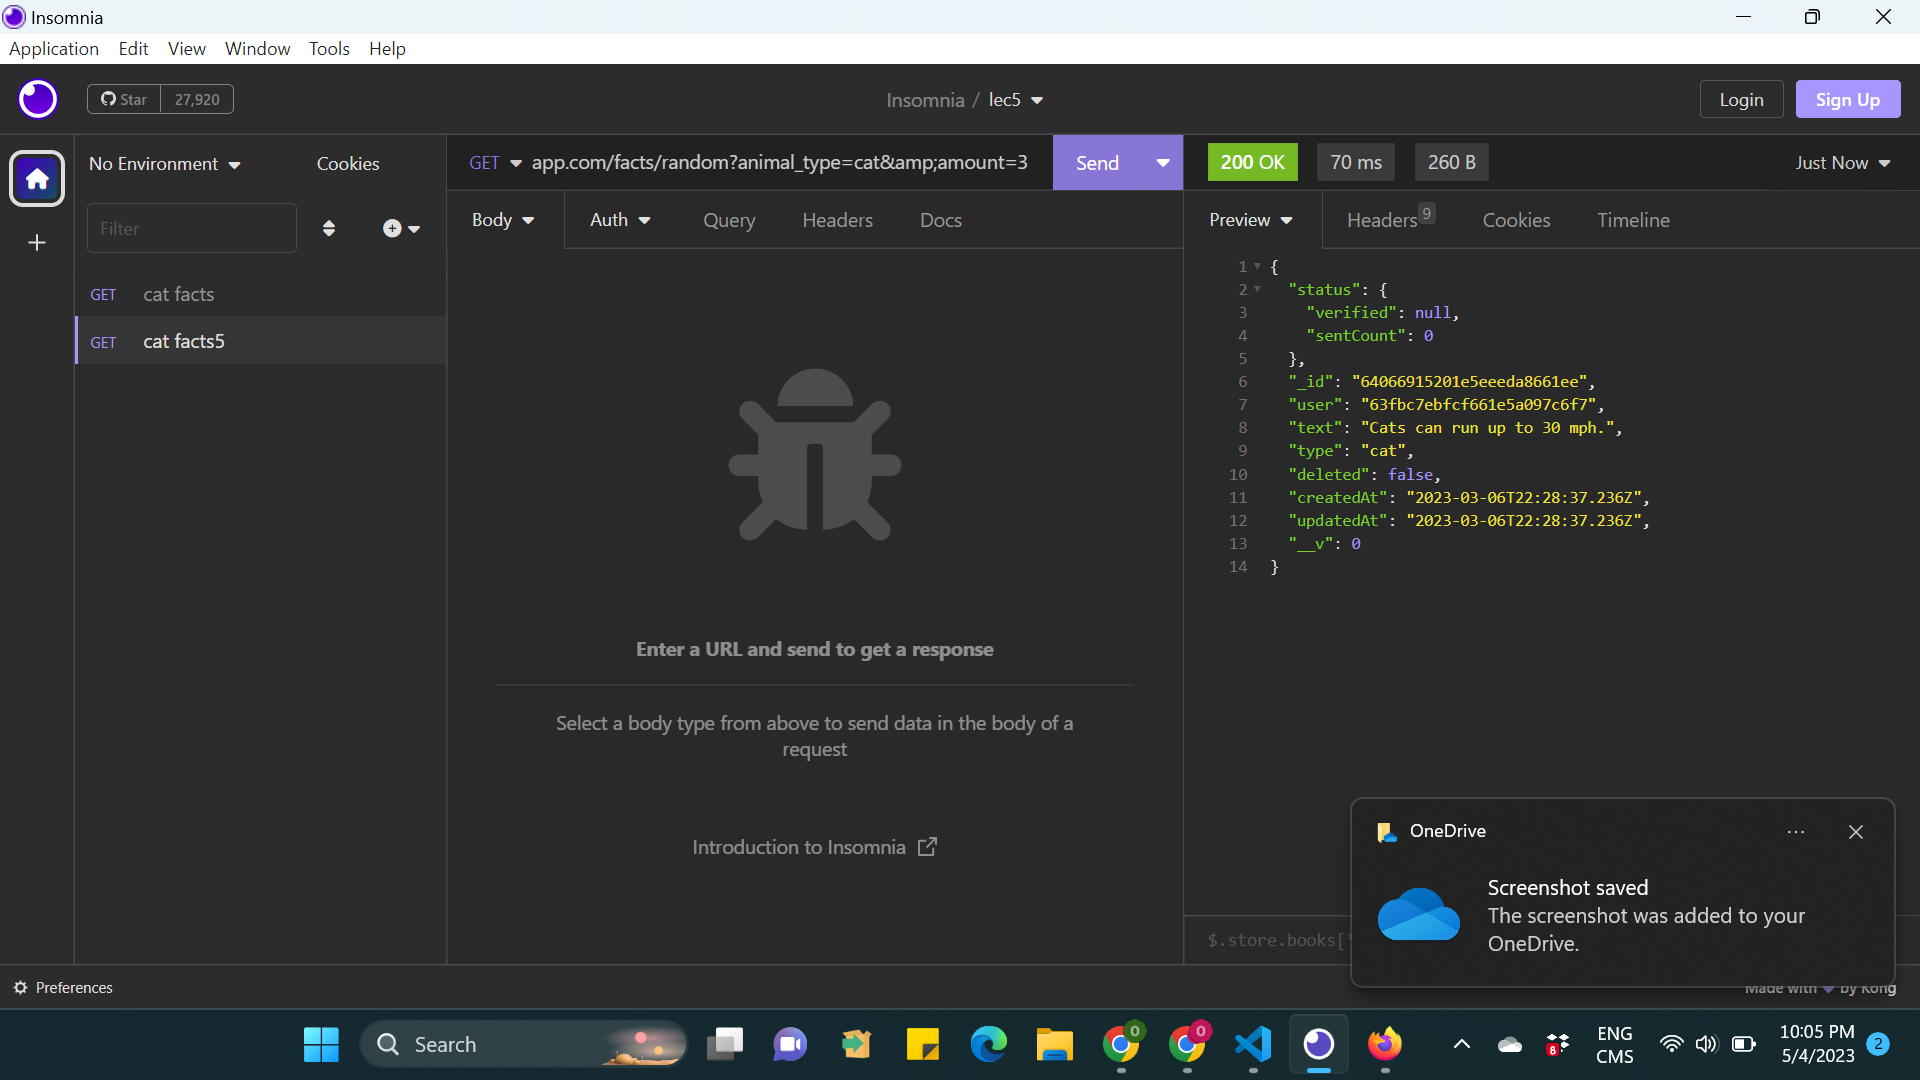 Insomnia
Application Edit View Window Tools Help
Star 27,920
Insomnia / lec5
Login Sign Up
No Environment Cookies
GET app.com/facts/random?animal_type=cat&amp;amount=3 Send
200 OK 70 ms 260 B Just Now
Filter
Body Auth Query Headers Docs
Preview Headers 9 Cookies Timeline
GET cat facts
GET cat facts5
1 {
2 "status": {
3 "verified": null,
4 "sentCount": 0
5 },
6 "_id": "64066915201e5eeeda8661ee",
7 "user": "63fbc7ebfcf661e5a097c6f7",
8 "text": "Cats can run up to 30 mph.",
9 "type": "cat",
10 "deleted": false,
11 "createdAt": "2023-03-06T22:28:37.236Z",
12 "updatedAt": "2023-03-06T22:28:37.236Z",
13 "__v": 0
14 }
Enter a URL and send to get a response
Select a body type from above to send data in the body of a
request
Introduction to Insomnia
$.store.books[*
OneDrive
Screenshot saved
The screenshot was added to your
OneDrive.
Preferences
Made with by Kong
Search
0
0
8
ENG
CMS
10:05 PM
5/4/2023
2